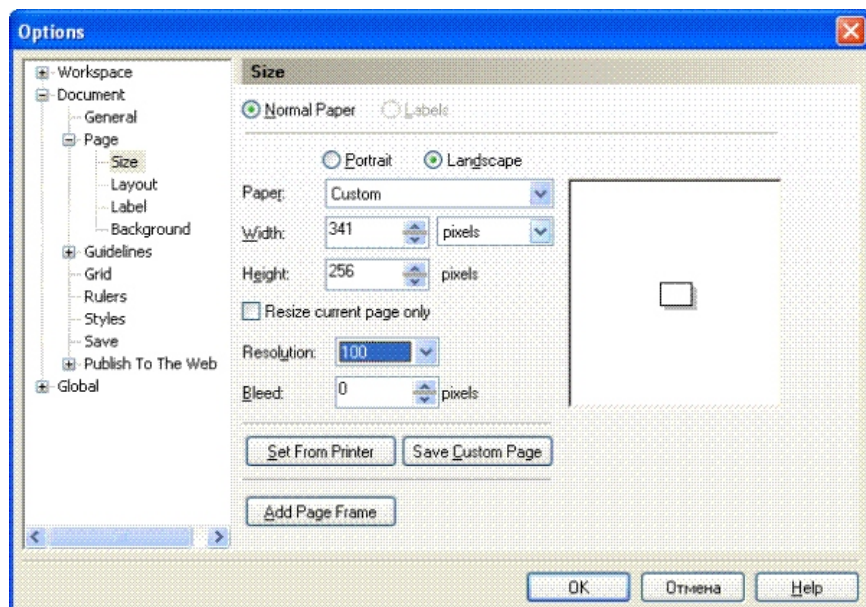 Options
Workspace
Document
General
Page
Size
Layout
Label
Background
Guidelines
Grid
Rulers
Styles
Save
Publish To The Web
Global
Size
Normal Paper Labels
Portrait Landscape
Paper: Custom
Width: 341 pixels
Height: 256 pixels
Resize current page only
Resolution: 100
Bleed: 0 pixels
Set From Printer Save Custom Page
Add Page Frame
OK Отмена Help